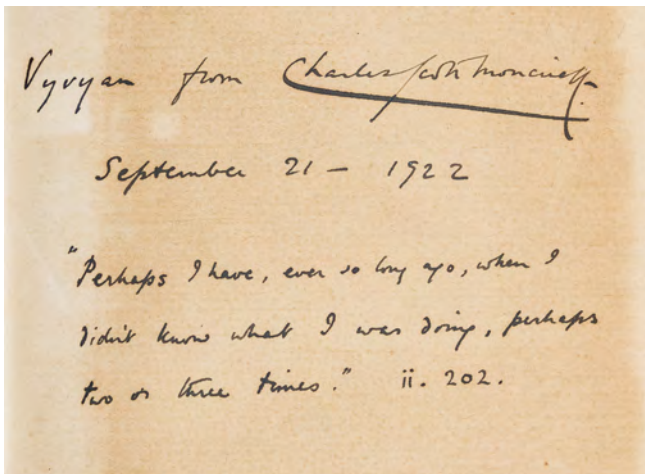 Vyvyan from Charles Scott Moncrieff.
September 21 – 1922
"Perhaps I have, ever so long ago, when I
didn't know what I was doing, perhaps
two or three times." ii. 202.